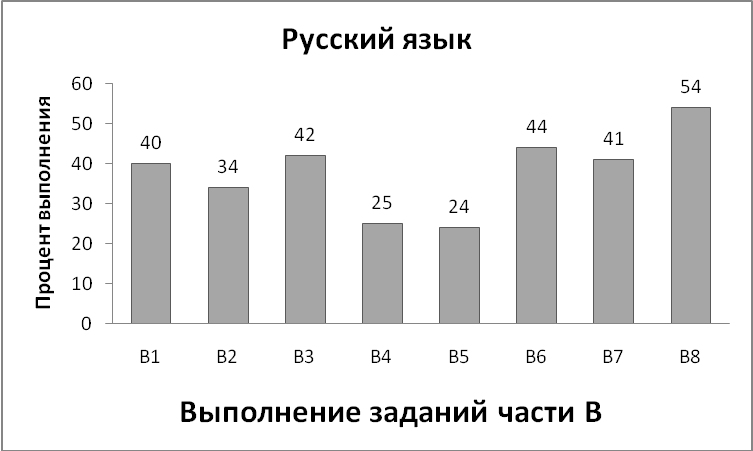 Русский язык
Процент выполнения
60
50
40
30
20
10
0
40
34
42
25
24
44
41
54
В1
В2
В3
В4
В5
В6
В7
В8
Выполнение заданий части В